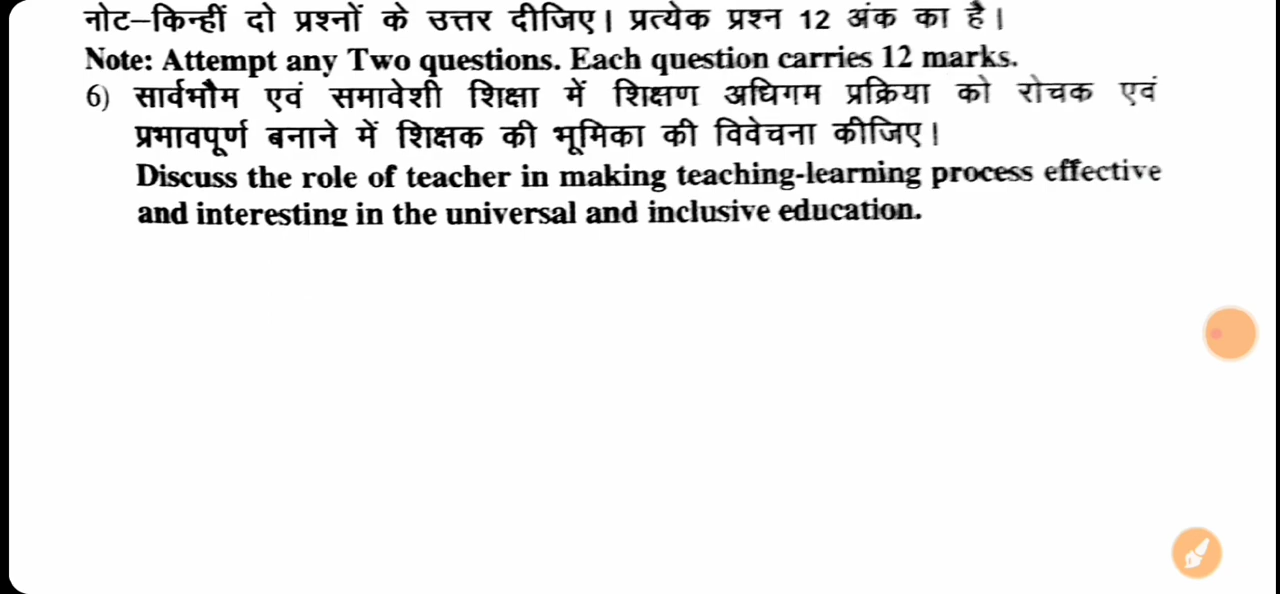 नोट–किन्हीं दो प्रश्नों के उत्तर दीजिए। प्रत्येक प्रश्न 12 अंक का है।
Note: Attempt any Two questions. Each question carries 12 marks.
6) सार्वभौम एवं समावेशी शिक्षा में शिक्षण अधिगम प्रक्रिया को रोचक एवं
प्रभावपूर्ण बनाने में शिक्षक की भूमिका की विवेचना कीजिए।
Discuss the role of teacher in making teaching-learning process effective
and interesting in the universal and inclusive education.